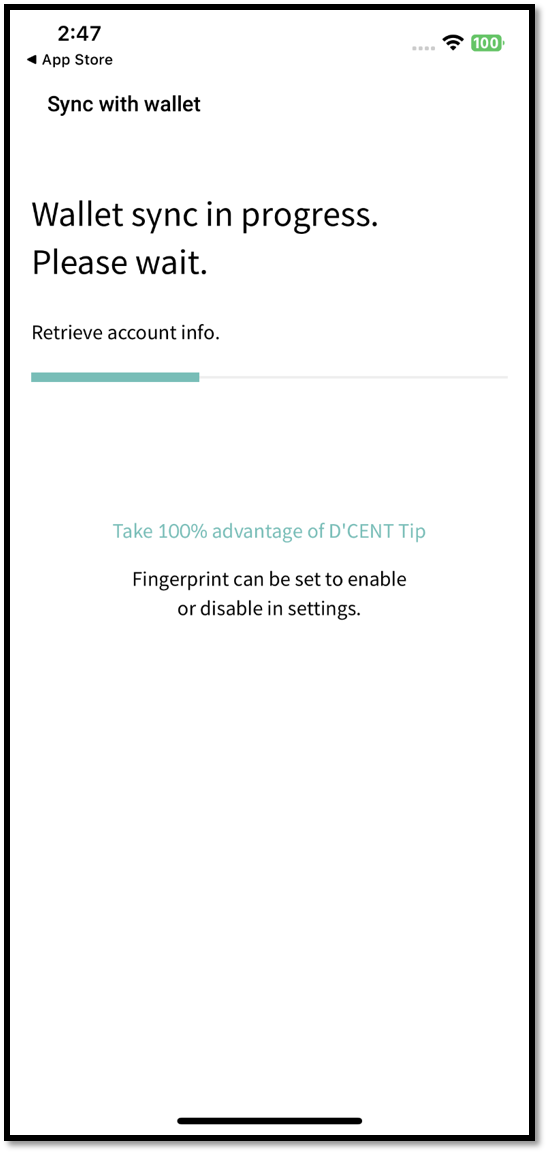 2:47
100
◀ App Store
Sync with wallet
Wallet sync in progress.
Please wait.
Retrieve account info.
Take 100% advantage of D'CENT Tip
Fingerprint can be set to enable
or disable in settings.